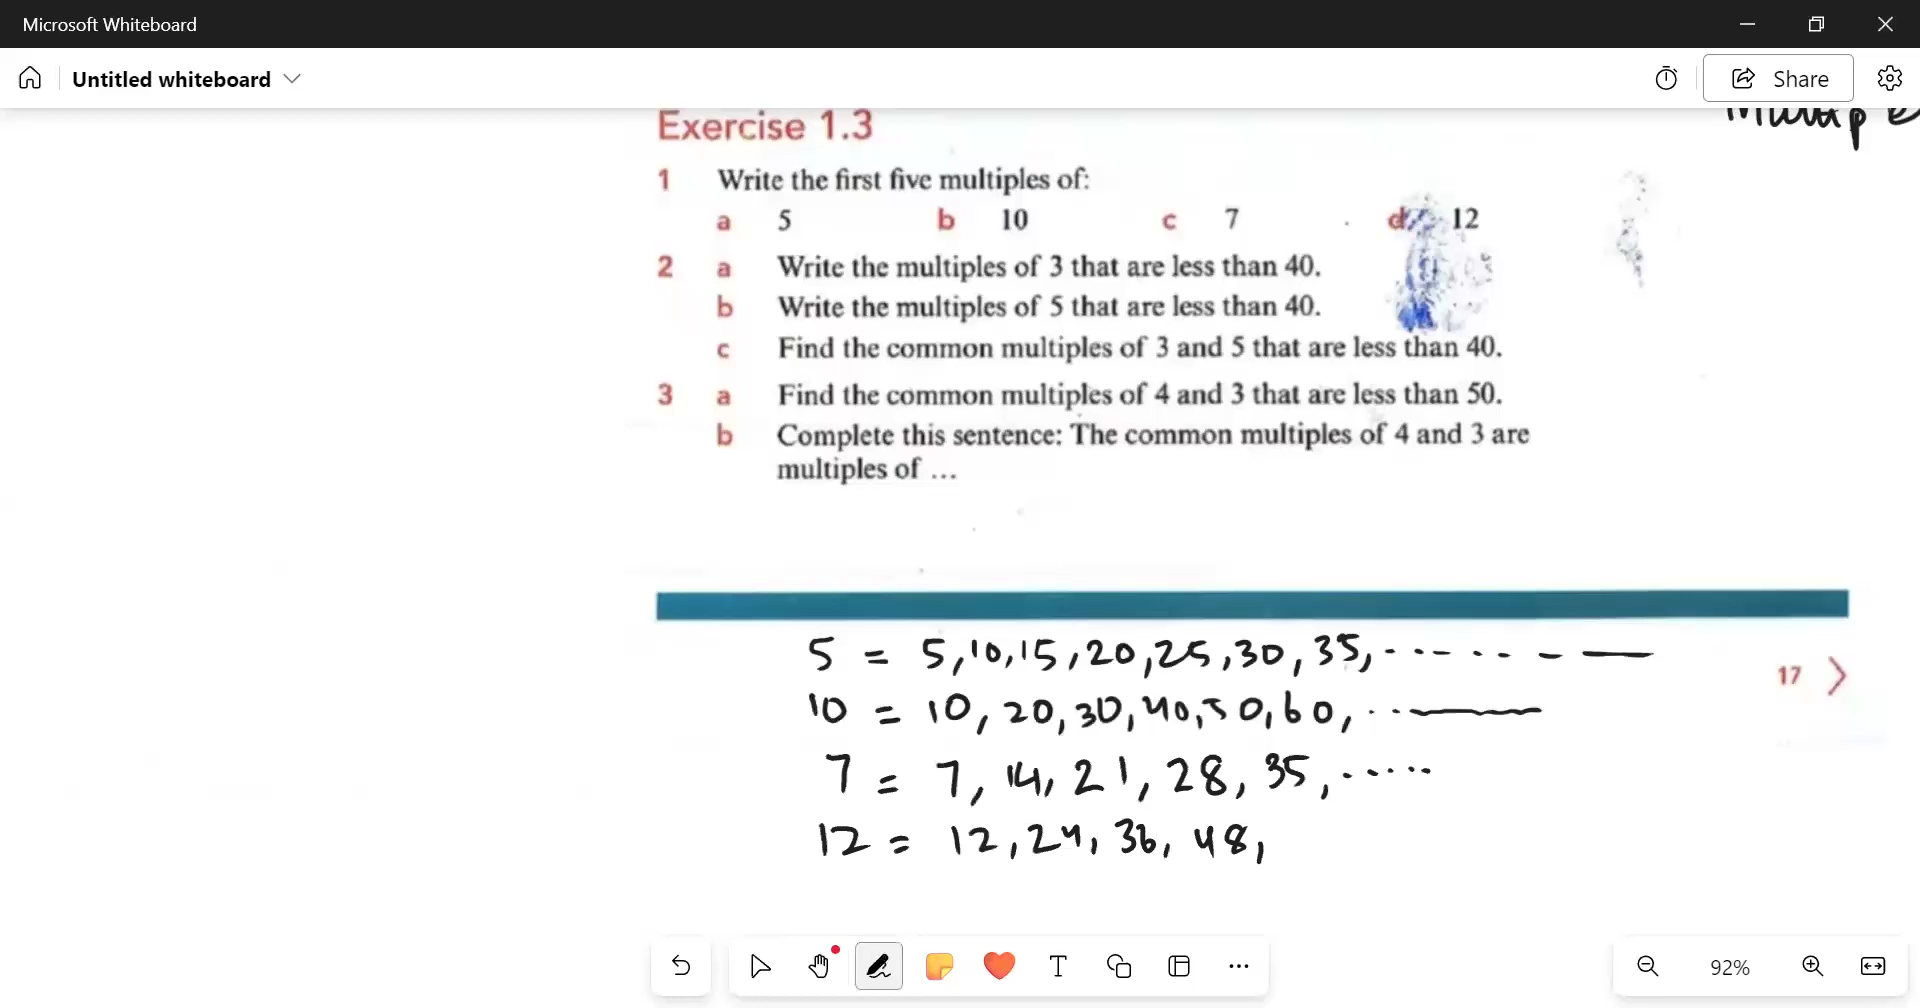 Microsoft Whiteboard
Untitled whiteboard
Share
Exercise 1.3
1 Write the first five multiples of:
a 5 b 10 c 7 d 12
2 a Write the multiples of 3 that are less than 40.
b Write the multiples of 5 that are less than 40.
c Find the common multiples of 3 and 5 that are less than 40.
3 a Find the common multiples of 4 and 3 that are less than 50.
b Complete this sentence: The common multiples of 4 and 3 are
multiples of ...
5 = 5, 10, 15, 20, 25, 30, 35, ........
17
10 = 10, 20, 30, 40, 50, 60, ..
7 = 7, 14, 21, 28, 35, .....
12 = 12, 24, 36, 48,
92%